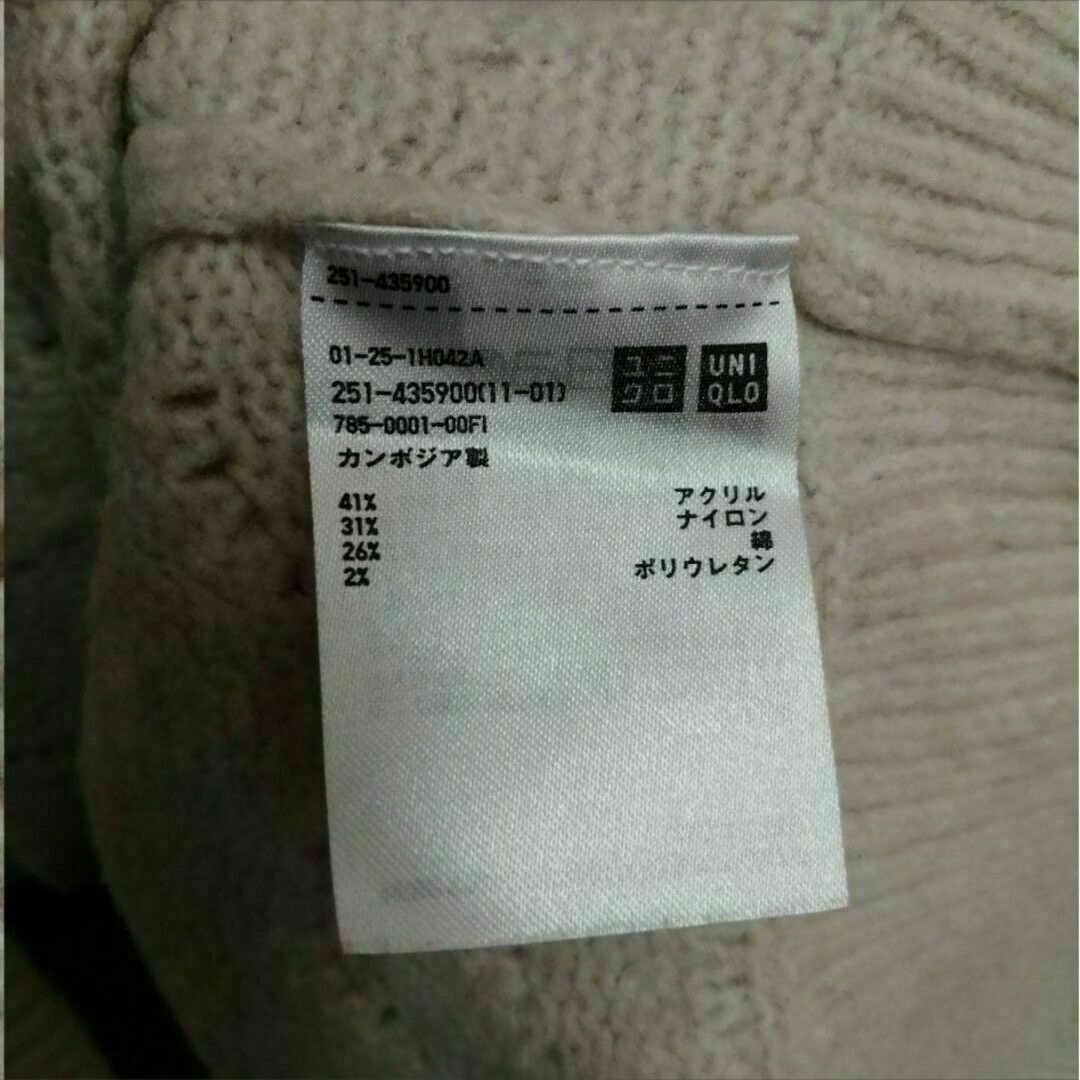 251-435900
01-25-1H042A
251-435900(11-01)
785-0001-00FI
カンボジア製
ユニ
クロ
UNI
QLO
41% アクリル
31% ナイロン
26% 綿
2% ポリウレタン